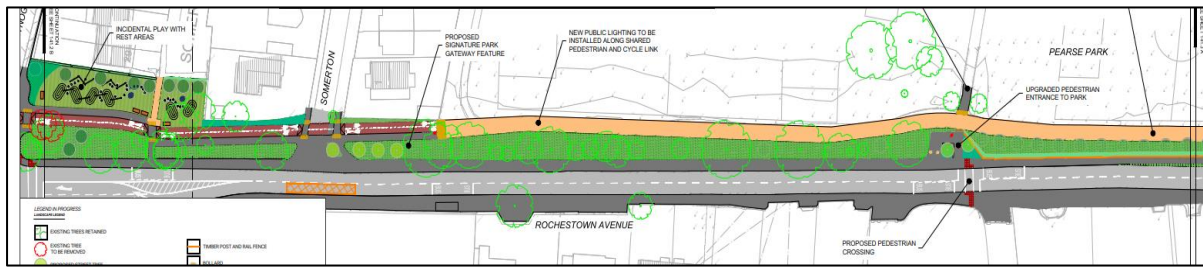 CONTINUATION
INCIDENTAL PLAY WITH
REST AREAS
SOMERTON
PROPOSED
SIGNATURE PARK
GATEWAY FEATURE
NEW PUBLIC LIGHTING TO BE
INSTALLED ALONG SHARED
PEDESTRIAN AND CYCLE LINK
PEARSE PARK
UPGRADED PEDESTRIAN
ENTRANCE TO PARK
ROCHESTOWN AVENUE
PROPOSED PEDESTRIAN
CROSSING
LEGEND IN PROGRESS
LANDSCAPE LEGEND
EXISTING TREES RETAINED
EXISTING TREE
TO BE REMOVED
TIMBER POST AND RAIL FENCE
BOLLARD